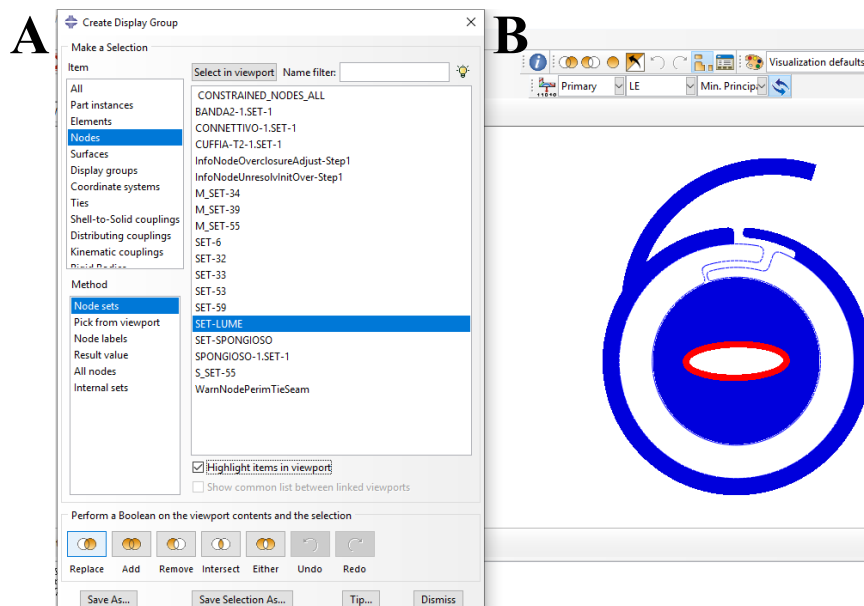 A
B
Create Display Group
Make a Selection
Item
All
Part instances
Elements
Nodes
Surfaces
Display groups
Coordinate systems
Ties
Shell-to-Solid couplings
Distributing couplings
Kinematic couplings
Method
Node sets
Pick from viewport
Node labels
Result value
All nodes
Internal sets
Select in viewport Name filter:
_CONSTRAINED_NODES_ALL
BANDA2-1.SET-1
CONNETTIVO-1.SET-1
CUFFIA-T2-1.SET-1
InfoNodeOverclosureAdjust-Step1
InfoNodeUnresolvInitOver-Step1
M_SET-34
M_SET-39
M_SET-55
SET-6
SET-32
SET-33
SET-53
SET-59
SET-LUME
SET-SPONGIOSO
SPONGIOSO-1.SET-1
S_SET-55
WarnNodePerimTieSeam
Highlight items in viewport
Show common list between linked viewports
Perform a Boolean on the viewport contents and the selection
Replace Add Remove Intersect Either Undo Redo
Save As... Save Selection As... Tip... Dismiss
Visualization defaults
Primary LE Min. Princip